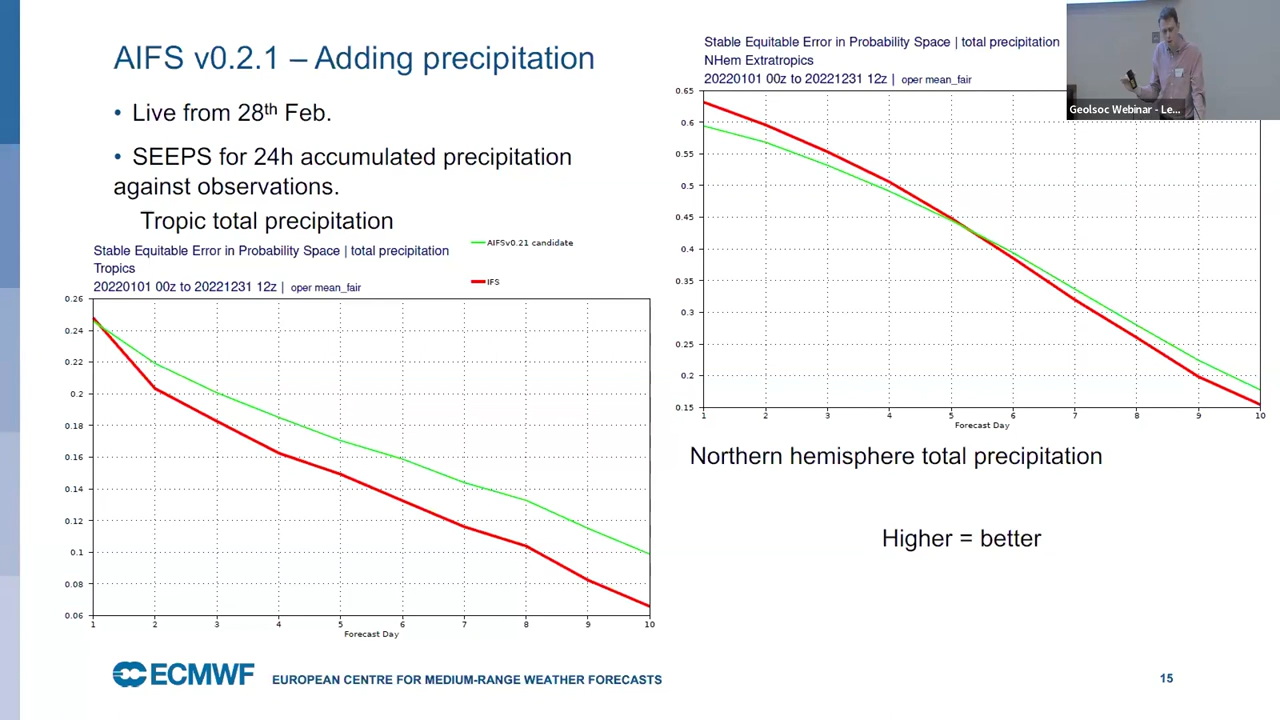 AIFS v0.2.1 – Adding precipitation
• Live from 28th Feb.
• SEEPS for 24h accumulated precipitation
against observations.
Tropic total precipitation
Stable Equitable Error in Probability Space | total precipitation
Tropics
20220101 00z to 20221231 12z | oper mean_fair
AIFSv0.21 candidate
IFS
0.26
0.24
0.22
0.2
0.18
0.16
0.14
0.12
0.1
0.08
0.06
1 2 3 4 5 6 7 8 9 10
Forecast Day
Stable Equitable Error in Probability Space | total precipitation
NHem Extratropics
20220101 00z to 20221231 12z | oper mean_fair
0.65
0.6
0.55
0.5
0.45
0.4
0.35
0.3
0.25
0.2
0.15
1 2 3 4 5 6 7 8 9 10
Forecast Day
Geolsoc Webinar - Le...
Northern hemisphere total precipitation
Higher = better
ECMWF EUROPEAN CENTRE FOR MEDIUM-RANGE WEATHER FORECASTS
15